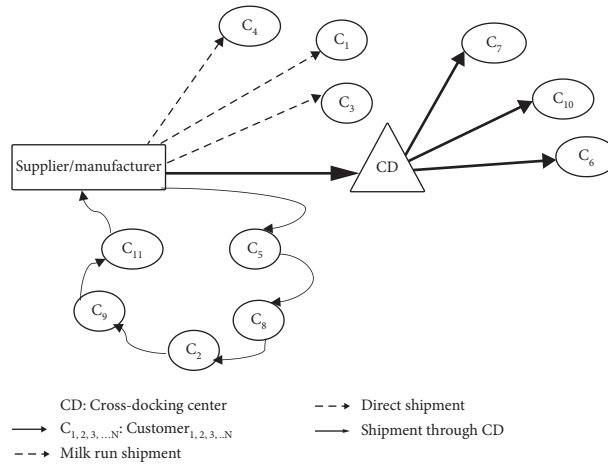 C4
C1
C7
C3
C10
Supplier/manufacturer
CD
C6
C11
C5
C9
C8
C2
CD: Cross-docking center
C1, 2, 3, ...N: Customer1, 2, 3, ..N
Milk run shipment
Direct shipment
Shipment through CD